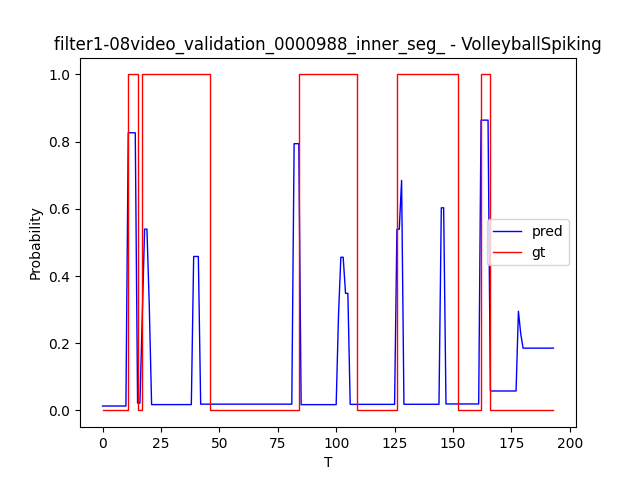 filter1-08video_validation_0000988_inner_seg_ - VolleyballSpiking
1.0
0.8
0.6
0.4
0.2
0.0
Probability
pred
gt
0 25 50 75 100 125 150 175 200
T